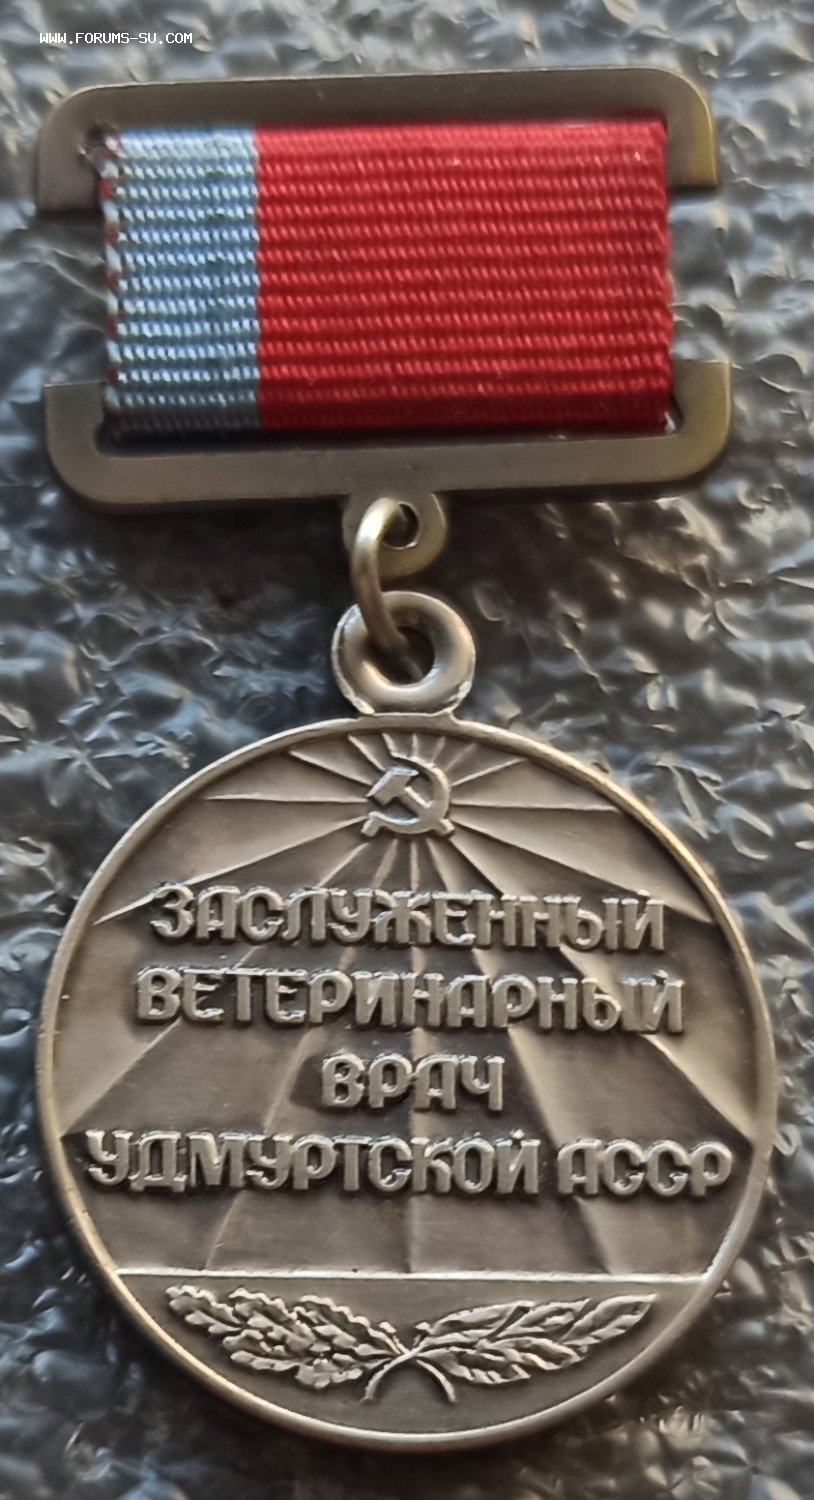 WWW.FORUMS-SU.COM
ЗАСЛУЖЕННЫЙ
ВЕТЕРИНАРНЫЙ
ВРАЧ
УДМУРТСКОЙ АССР